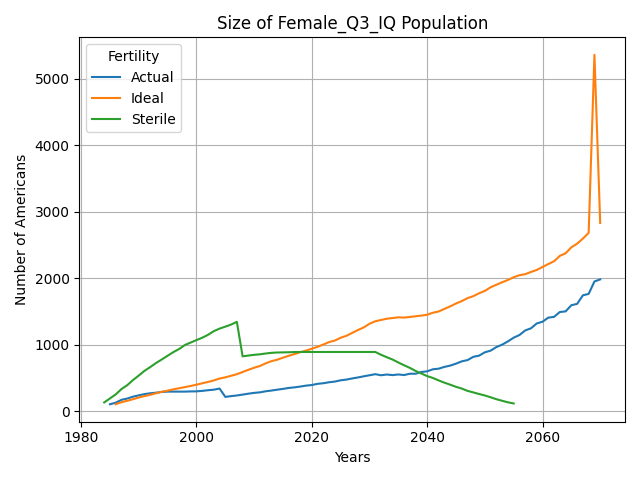 Size of Female_Q3_IQ Population
Fertility
Actual
Ideal
Sterile
Number of Americans
5000
4000
3000
2000
1000
0
1980
2000
2020
2040
2060
Years